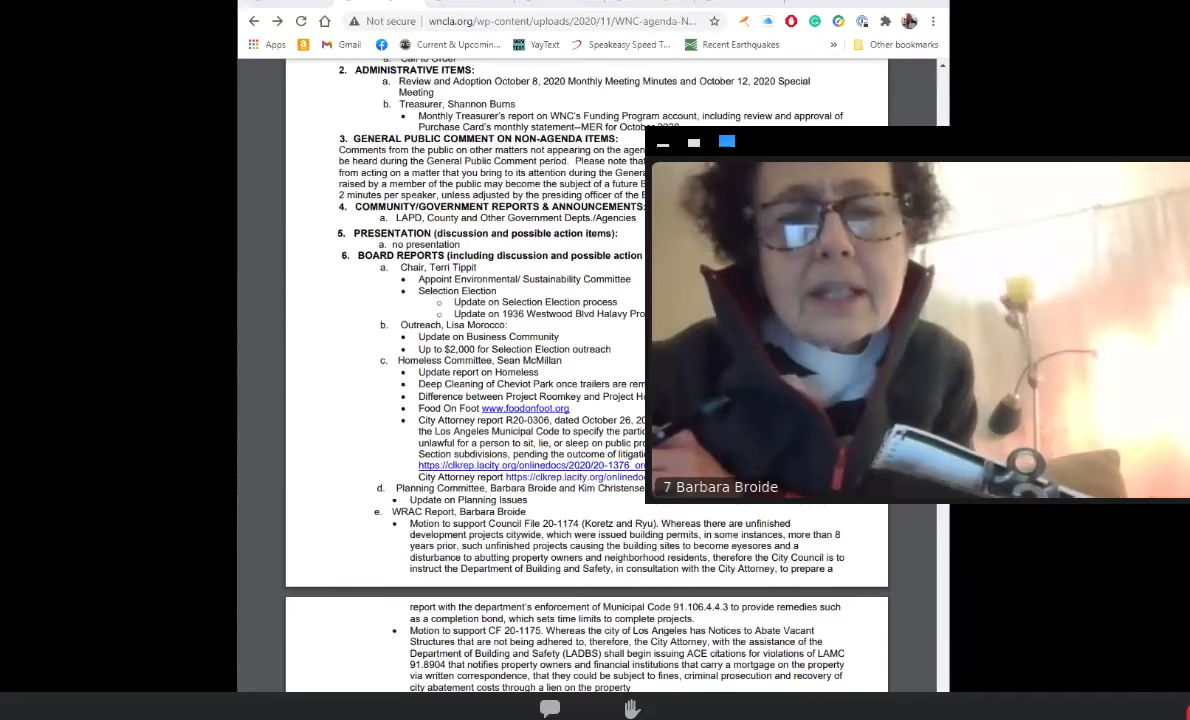 Not secure wncla.org/wp-content/uploads/2020/11/WNC-agenda-N...
Apps Gmail Current & Upcomin... YayText Speakeasy Speed T... Recent Earthquakes » Other bookmarks
a. Call to Order
2. ADMINISTRATIVE ITEMS:
a. Review and Adoption October 8, 2020 Monthly Meeting Minutes and October 12, 2020 Special
Meeting
b. Treasurer, Shannon Burns
• Monthly Treasurer's report on WNC's Funding Program account, including review and approval of
Purchase Card's monthly statement--MER for October 2020
3. GENERAL PUBLIC COMMENT ON NON-AGENDA ITEMS:
Comments from the public on other matters not appearing on the agen
be heard during the General Public Comment period. Please note that
from acting on a matter that you bring to its attention during the Genera
raised by a member of the public may become the subject of a future B
2 minutes per speaker, unless adjusted by the presiding officer of the B
4. COMMUNITY/GOVERNMENT REPORTS & ANNOUNCEMENTS:
a. LAPD, County and Other Government Depts./Agencies
5. PRESENTATION (discussion and possible action items):
a. no presentation
6. BOARD REPORTS (including discussion and possible action
a. Chair, Terri Tippit
• Appoint Environmental/ Sustainability Committee
• Selection Election
o Update on Selection Election process
o Update on 1936 Westwood Blvd Halavy Pro
b. Outreach, Lisa Morocco:
• Update on Business Community
• Up to $2,000 for Selection Election outreach
c. Homeless Committee, Sean McMillan
• Update report on Homeless
• Deep Cleaning of Cheviot Park once trailers are rem
• Difference between Project Roomkey and Project H
• Food On Foot www.foodonfoot.org
• City Attorney report R20-0306, dated October 26, 20
the Los Angeles Municipal Code to specify the partic
unlawful for a person to sit, lie, or sleep on public pro
Section subdivisions, pending the outcome of litigati
https://clkrep.lacity.org/onlinedocs/2020/20-1376_or
City Attorney report https://clkrep.lacity.org/onlinedo
d. Planning Committee, Barbara Broide and Kim Christense
• Update on Planning Issues
e. WRAC Report, Barbara Broide
• Motion to support Council File 20-1174 (Koretz and Ryu). Whereas there are unfinished
development projects citywide, which were issued building permits, in some instances, more than 8
years prior, such unfinished projects causing the building sites to become eyesores and a
disturbance to abutting property owners and neighborhood residents, therefore the City Council is to
instruct the Department of Building and Safety, in consultation with the City Attorney, to prepare a
report with the department's enforcement of Municipal Code 91.106.4.4.3 to provide remedies such
as a completion bond, which sets time limits to complete projects.
• Motion to support CF 20-1175. Whereas the city of Los Angeles has Notices to Abate Vacant
Structures that are not being adhered to, therefore, the City Attorney, with the assistance of the
Department of Building and Safety (LADBS) shall begin issuing ACE citations for violations of LAMC
91.8904 that notifies property owners and financial institutions that carry a mortgage on the property
via written correspondence, that they could be subject to fines, criminal prosecution and recovery of
city abatement costs through a lien on the property
7 Barbara Broide